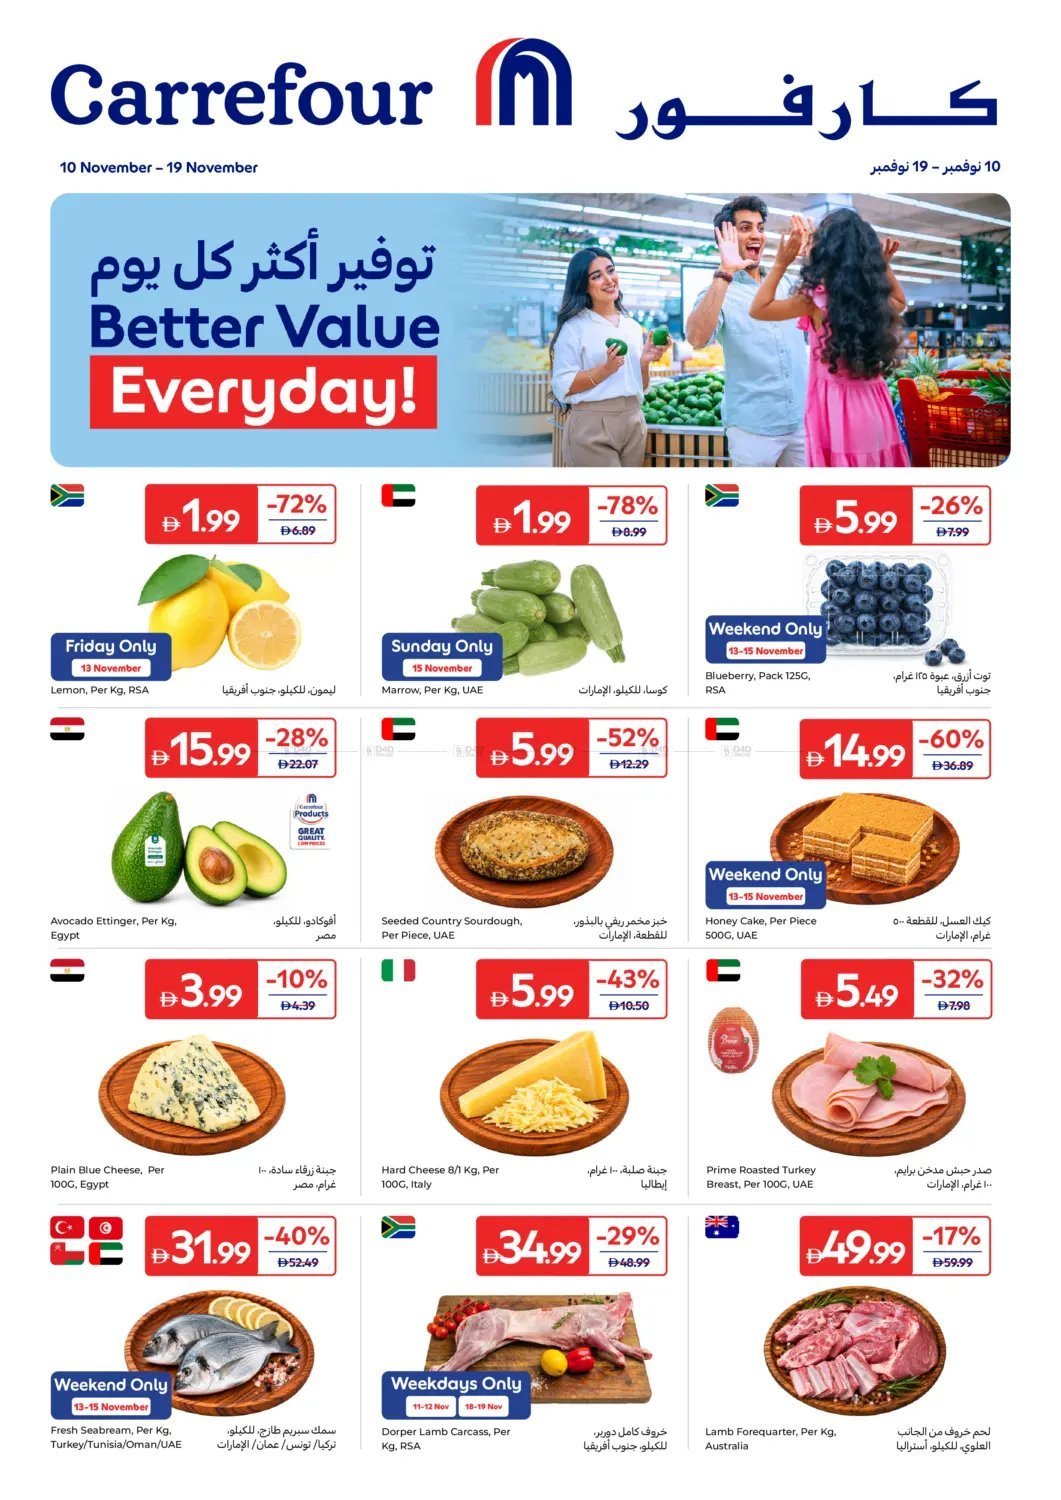 Carrefour
كارفور
10 November – 19 November
10 نوفمبر – 19 نوفمبر
توفير أكثر كل يوم
Better Value
Everyday!
1.99
-72%
6.89
Friday Only
13 November
Lemon, Per Kg, RSA
ليمون، للكيلو، جنوب أفريقيا
1.99
-78%
8.99
Sunday Only
15 November
Marrow, Per Kg, UAE
كوسا، للكيلو، الإمارات
5.99
-26%
7.99
Weekend Only
13-15 November
Blueberry, Pack 125G,
RSA
توت أزرق، عبوة ١٢٥ غرام،
جنوب أفريقيا
15.99
-28%
22.07
Carrefour
Products
GREAT
QUALITY.
LOW PRICES
Avocado Ettinger, Per Kg,
Egypt
أفوكادو، للكيلو،
مصر
5.99
-52%
12.29
Seeded Country Sourdough,
Per Piece, UAE
خبز مخمر ريفي بالبذور،
للقطعة، الإمارات
14.99
-60%
36.89
Weekend Only
13-15 November
Honey Cake, Per Piece
500G, UAE
كيك العسل، للقطعة ٥٠٠
غرام، الإمارات
3.99
-10%
4.39
Plain Blue Cheese, Per
100G, Egypt
جبنة زرقاء سادة، ١٠٠
غرام، مصر
5.99
-43%
10.50
Hard Cheese 8/1 Kg, Per
100G, Italy
جبنة صلبة، ١٠٠ غرام،
إيطاليا
5.49
-32%
7.98
Prime
Prime Roasted Turkey
Breast, Per 100G, UAE
صدر حبش مدخن برايم،
١٠٠ غرام، الإمارات
31.99
-40%
52.49
Weekend Only
13-15 November
Fresh Seabream, Per Kg,
Turkey/Tunisia/Oman/UAE
سمك سبريم طازج، للكيلو،
تركيا/ تونس/ عمان/ الإمارات
34.99
-29%
48.99
Weekdays Only
11-12 Nov
18-19 Nov
Dorper Lamb Carcass, Per
Kg, RSA
خروف كامل دوربر،
للكيلو، جنوب أفريقيا
49.99
-17%
59.99
Lamb Forequarter, Per Kg,
Australia
لحم خروف من الجانب
العلوي، للكيلو، أستراليا